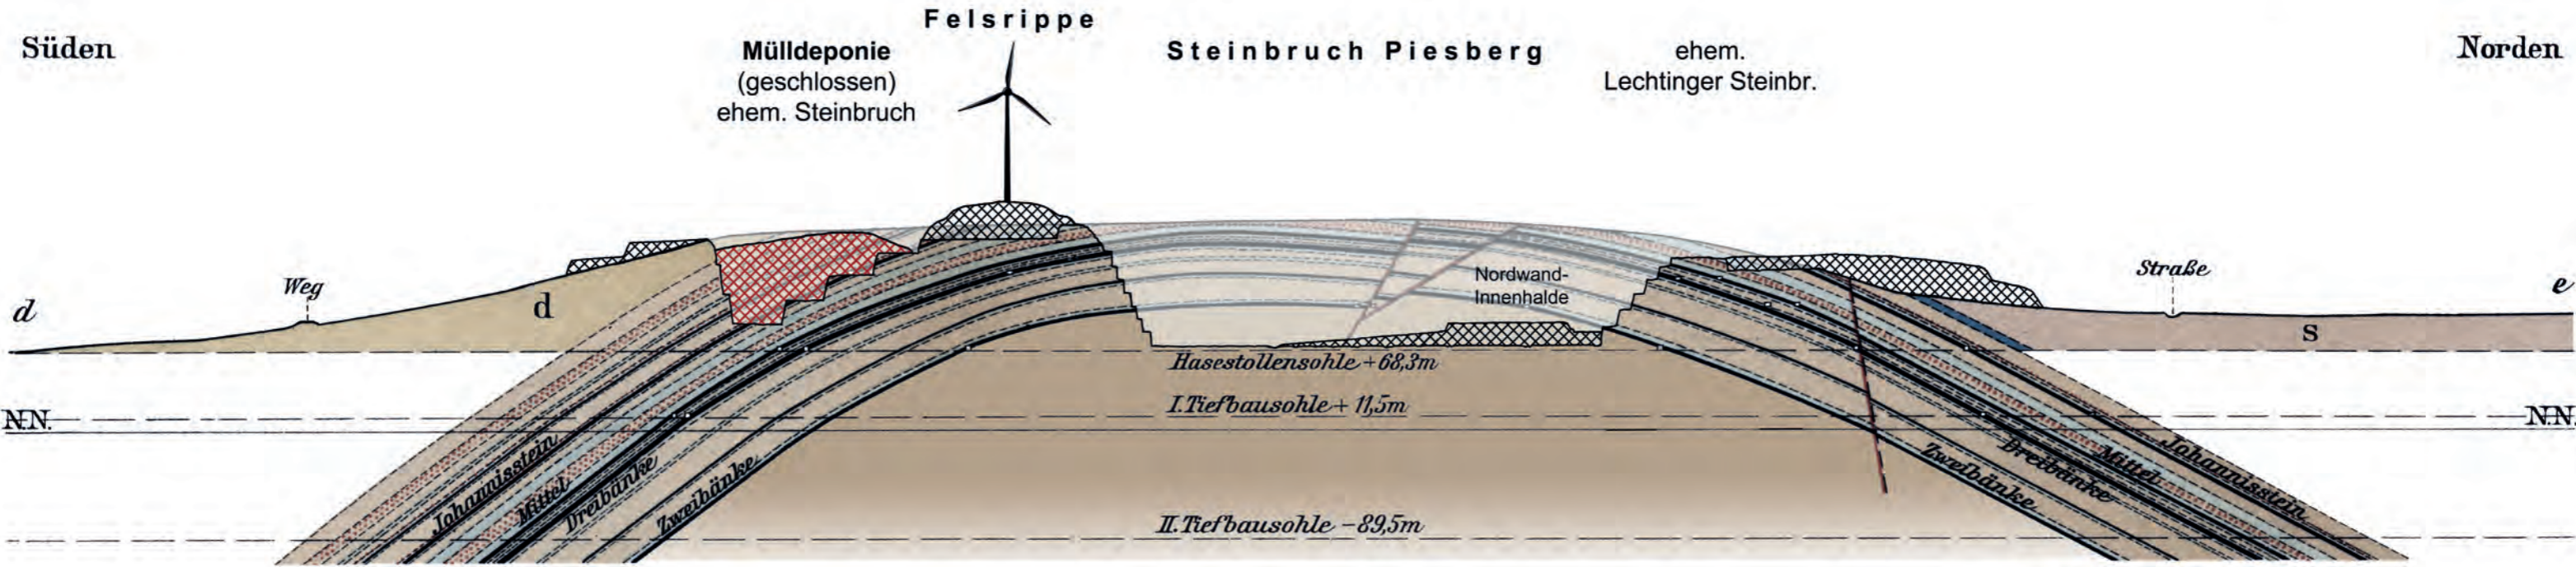 Süden
Mülldeponie
(geschlossen)
ehem. Steinbruch
Felsrippe
Steinbruch Piesberg
ehem.
Lechtinger Steinbr.
Norden
d
Weg
d
Nordwand-
Innenhalde
Straße
e
s
Hasestollensohle +68,3m
I. Tiefbausohle + 11,5m
N.N.
N.N.
II. Tiefbausohle – 89,5m
Johannisstein
Mittel
Dreibänke
Zweibänke
Zweibänke
Dreibänke
Mittel
Johannisstein